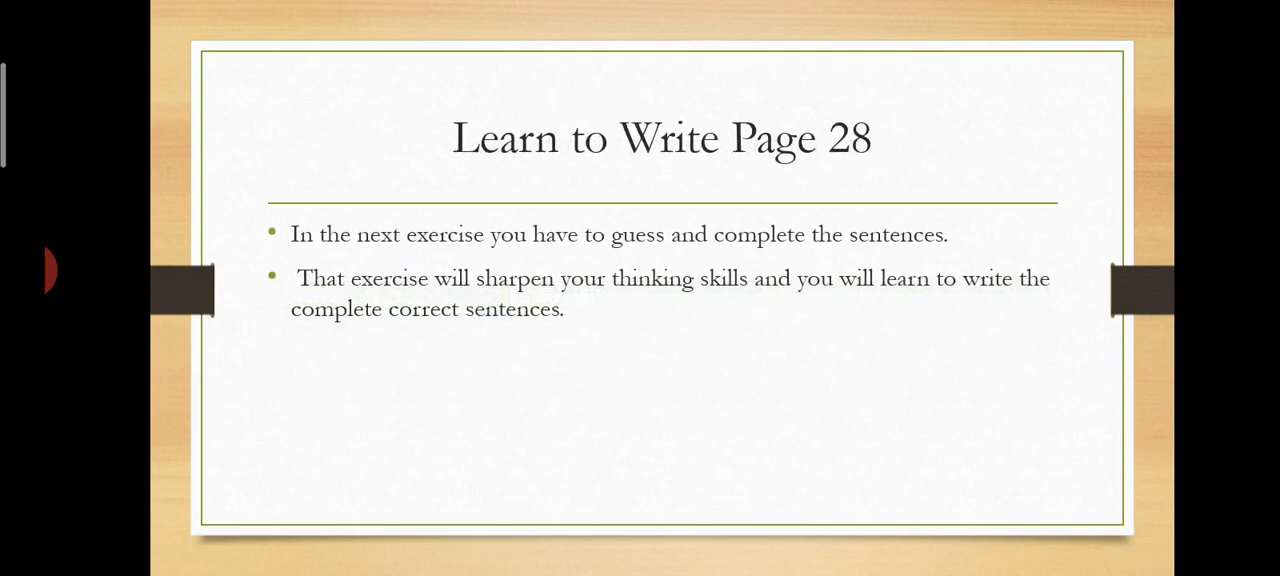 Learn to Write Page 28
• In the next exercise you have to guess and complete the sentences.
• That exercise will sharpen your thinking skills and you will learn to write the
complete correct sentences.